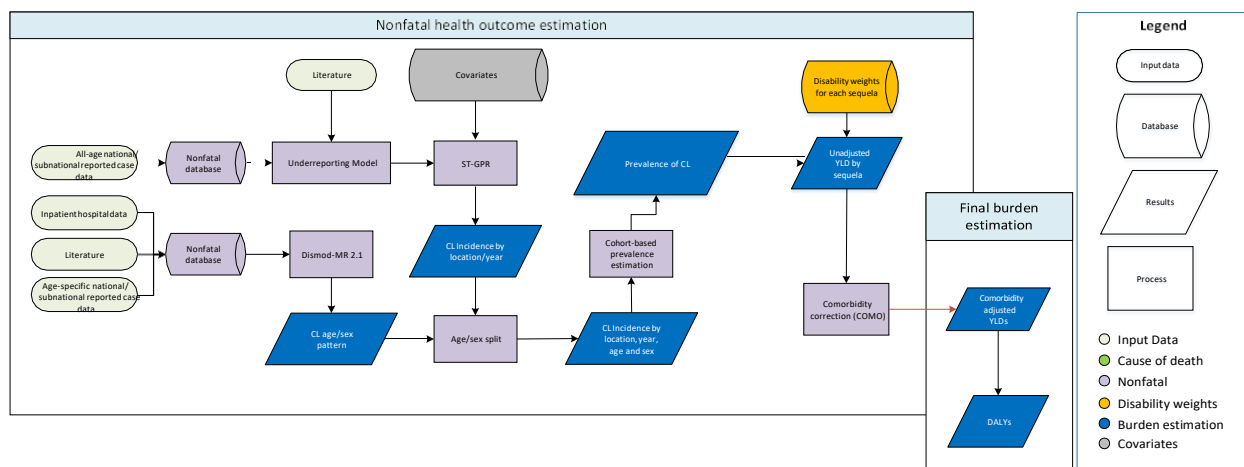 Nonfatal health outcome estimation
Literature
Covariates
Disability weights
for each sequela
All-age national/
subnational reported case
data
Nonfatal
database
Underreporting Model
ST-GPR
Prevalence of CL
Unadjusted
YLD by
sequela
Inpatient hospital data
Literature
Age-specific national/
subnational reported case
data
Nonfatal
database
Dismod-MR 2.1
CL Incidence by
location/year
Cohort-based
prevalence
estimation
CL age/sex
pattern
Age/sex split
CL Incidence by
location, year,
age and sex
Comorbidity
correction (COMO)
Final burden
estimation
Comorbidity
adjusted
YLDs
DALYs
Legend
Input data
Database
Results
Process
Input Data
Cause of death
Nonfatal
Disability weights
Burden estimation
Covariates